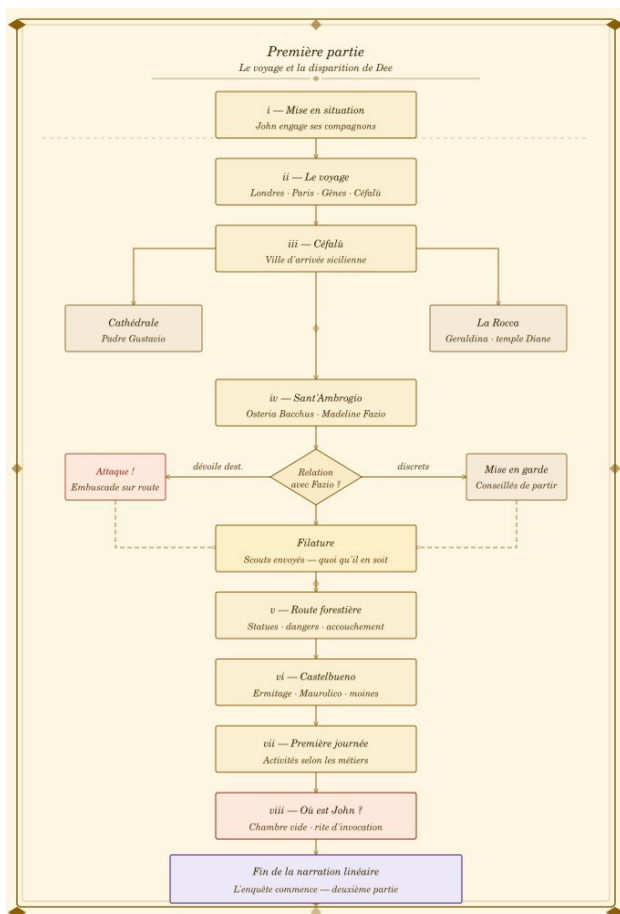 Première partie
Le voyage et la disparition de Dee
i — Mise en situation
John engage ses compagnons
ii — Le voyage
Londres · Paris · Gênes · Céfalù
iii — Céfalù
Ville d'arrivée sicilienne
Cathédrale
Padre Gustavio
La Rocca
Geraldina · temple Diane
iv — Sant'Ambrogio
Osteria Bacchus · Madeline Fazio
Attaque !
Embuscade sur route
dévoile dest.
Relation
avec Fazio ?
discrets
Mise en garde
Conseillés de partir
Filature
Scouts envoyés — quoi qu'il en soit
v — Route forestière
Statues · dangers · accouchement
vi — Castelbueno
Ermitage · Maurolico · moines
vii — Première journée
Activités selon les métiers
viii — Où est John ?
Chambre vide · rite d'invocation
Fin de la narration linéaire
L'enquête commence — deuxième partie